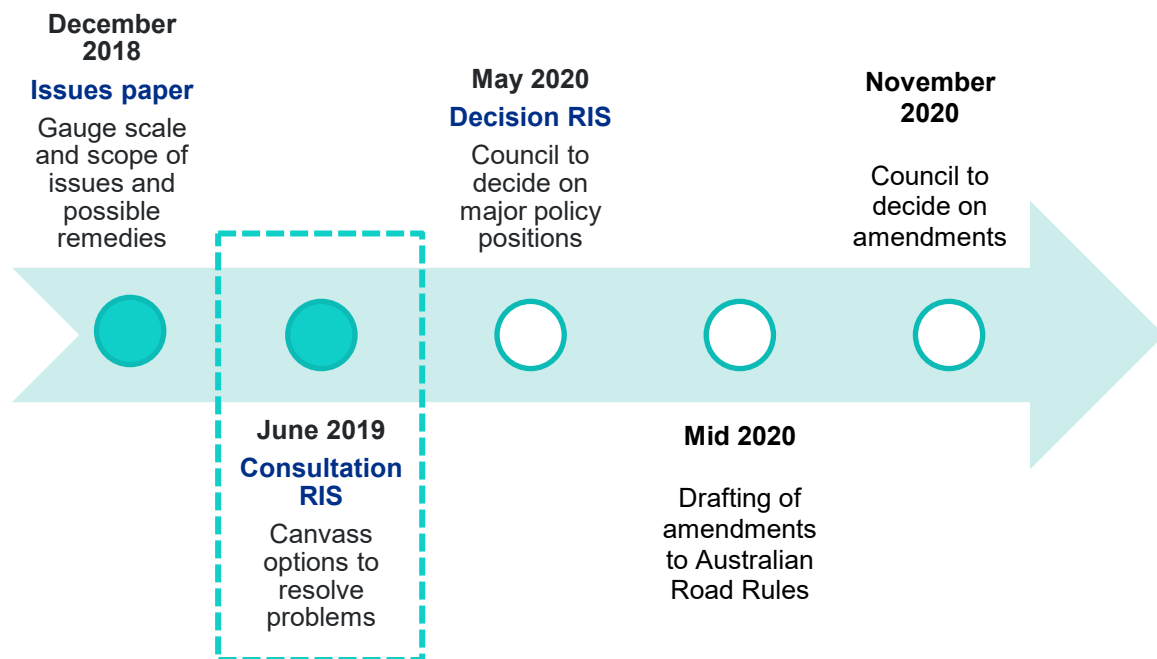 December
2018
Issues paper
Gauge scale
and scope of
issues and
possible
remedies
June 2019
Consultation
RIS
Canvass
options to
resolve
problems
May 2020
Decision RIS
Council to
decide on
major policy
positions
Mid 2020
Drafting of
amendments
to Australian
Road Rules
November
2020
Council to
decide on
amendments